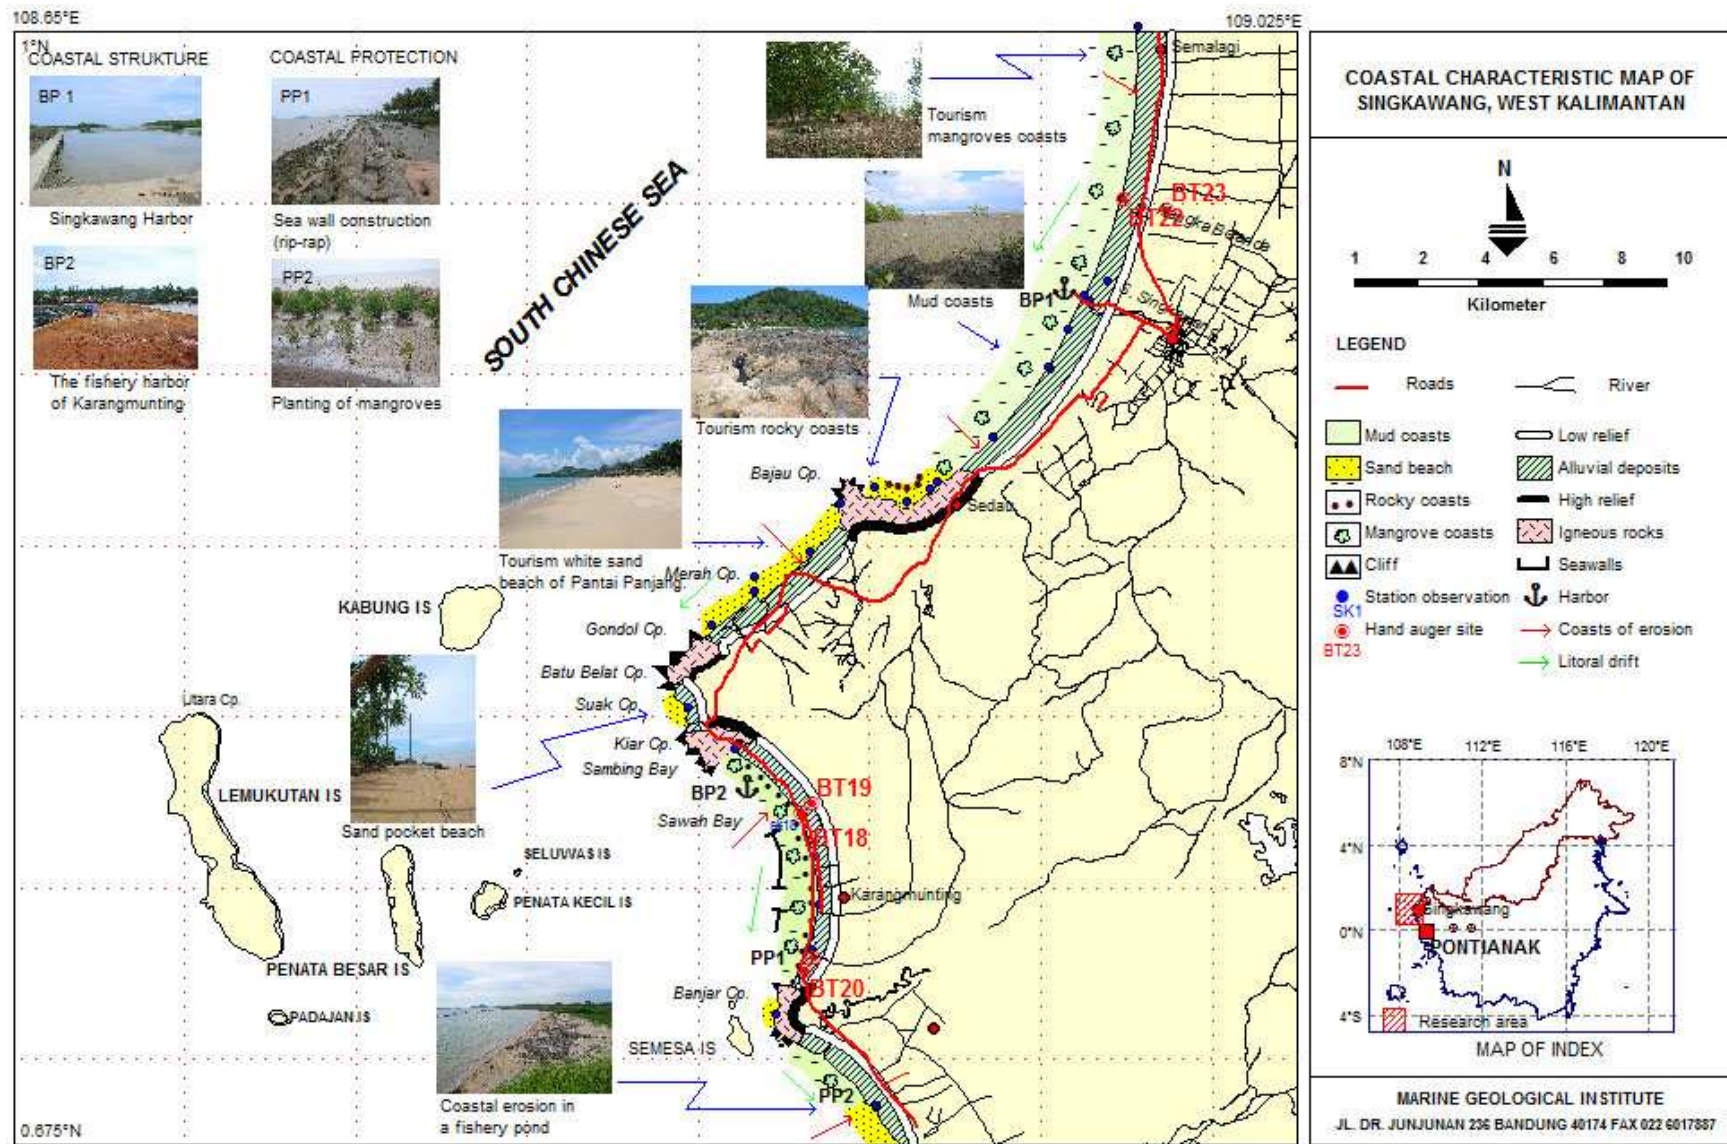 108.65°E
109.025°E
1°N
COASTAL STRUKTURE
COASTAL PROTECTION
BP 1
PP1
Singkawang Harbor
Sea wall construction
(rip-rap)
BP2
PP2
The fishery harbor
of Karangmunting
Planting of mangroves
SOUTH CHINESE SEA
Tourism
mangroves coasts
Semalagi
BT23
BT22
Mud coasts
BP1
Tourism rocky coasts
Bajau Cp.
Sedau
Tourism white sand
beach of Pantai Panjang.
Merah Cp.
KABUNG IS
Gondol Cp.
Batu Belat Cp.
Utara Cp.
Suak Cp.
Kiar Cp.
Sambing Bay
LEMUKUTAN IS
BP2
BT19
Sawah Bay
BT18
Sand pocket beach
SELUWAS IS
PENATA KECIL IS
Karangmunting
PENATA BESAR IS
PP1
BT20
Banjar Cp.
PADAJAN IS
SEMESA IS
PP2
Coastal erosion in
a fishery pond
0.675°N
COASTAL CHARACTERISTIC MAP OF
SINGKAWANG, WEST KALIMANTAN
N
1 2 4 6 8 10
Kilometer
LEGEND
Roads
River
Mud coasts
Low relief
Sand beach
Alluvial deposits
Rocky coasts
High relief
Mangrove coasts
Igneous rocks
Cliff
Seawalls
Station observation
Harbor
SK1
Hand auger site
Coasts of erosion
BT23
Litoral drift
108°E 112°E 116°E 120°E
8°N
4°N
Singkawang
0°N
PONTIANAK
4°S
Research area
MAP OF INDEX
MARINE GEOLOGICAL INSTITUTE
JL. DR. JUNJUNAN 236 BANDUNG 40174 FAX 022 6017887